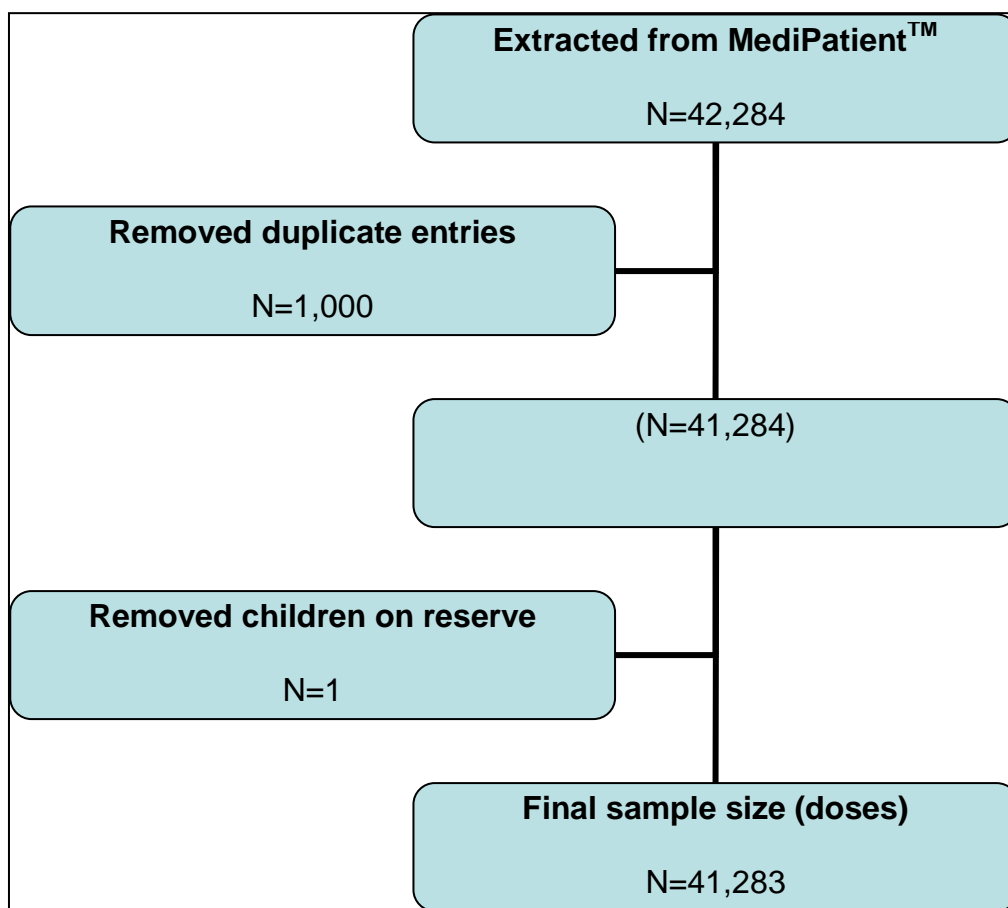 Extracted from MediPatient™
N=42,284
Removed duplicate entries
N=1,000
(N=41,284)
Removed children on reserve
N=1
Final sample size (doses)
N=41,283